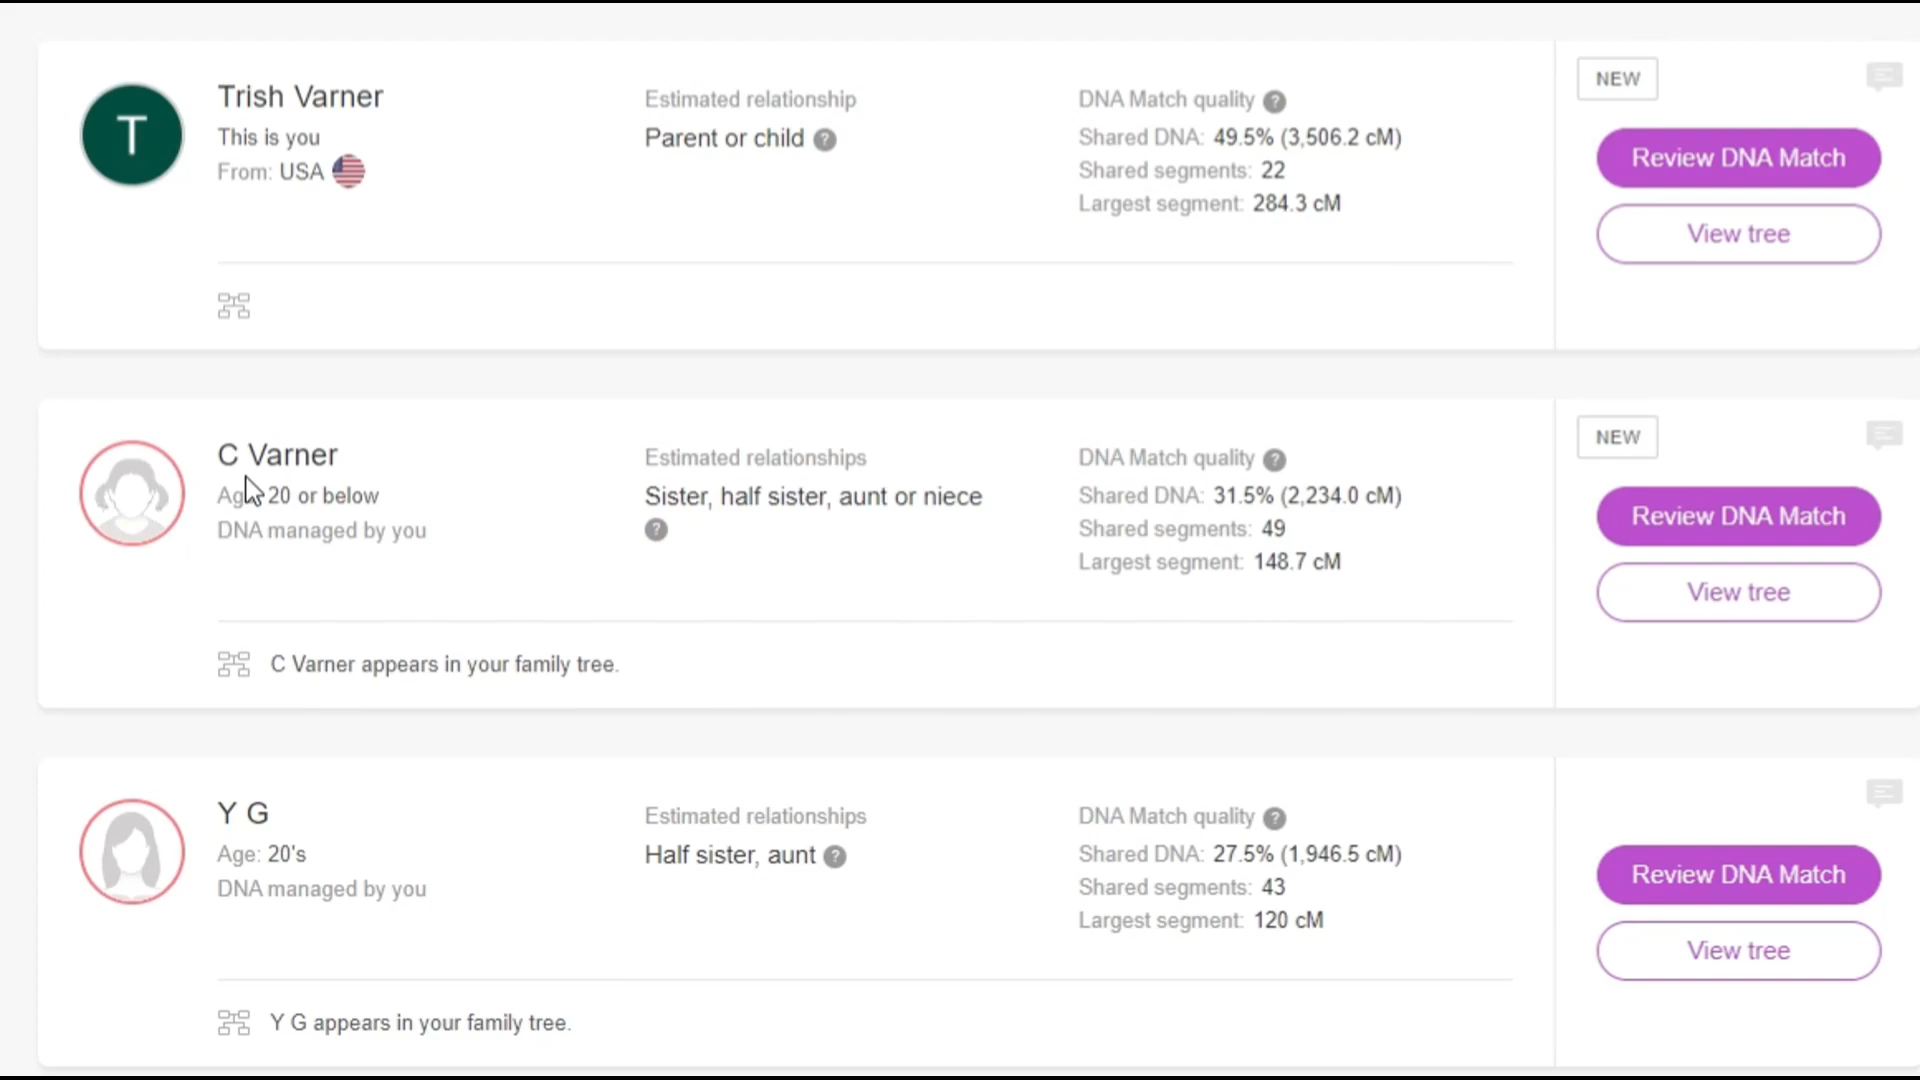 T
Trish Varner
This is you
From: USA
Estimated relationship
Parent or child ?
DNA Match quality ?
Shared DNA: 49.5% (3,506.2 cM)
Shared segments: 22
Largest segment: 284.3 cM
NEW
Review DNA Match
View tree
C Varner
Age: 20 or below
DNA managed by you
Estimated relationships
Sister, half sister, aunt or niece
?
DNA Match quality ?
Shared DNA: 31.5% (2,234.0 cM)
Shared segments: 49
Largest segment: 148.7 cM
NEW
Review DNA Match
View tree
C Varner appears in your family tree.
Y G
Age: 20's
DNA managed by you
Estimated relationships
Half sister, aunt ?
DNA Match quality ?
Shared DNA: 27.5% (1,946.5 cM)
Shared segments: 43
Largest segment: 120 cM
Review DNA Match
View tree
Y G appears in your family tree.